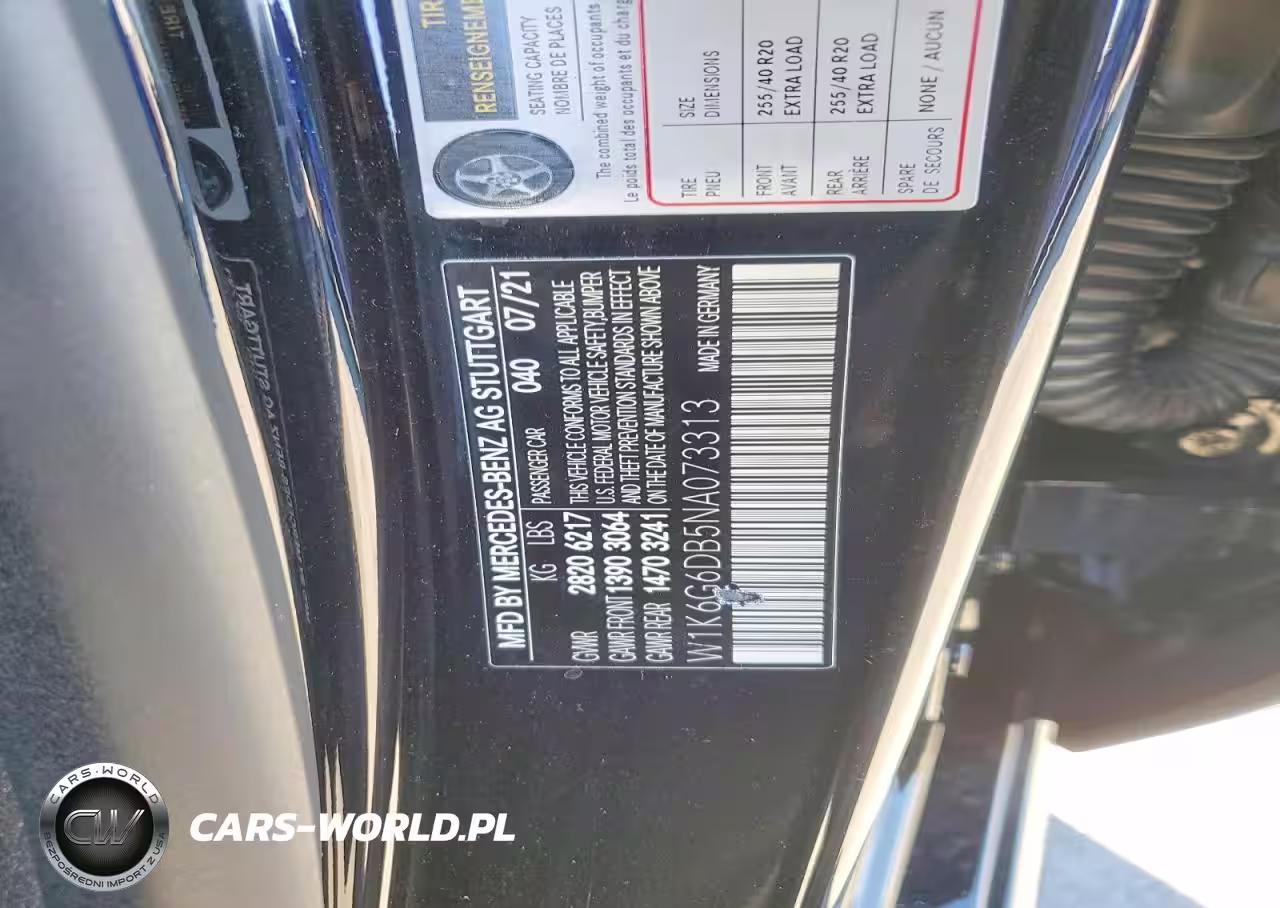 MFD BY MERCEDES-BENZ AG STUTTGART
KG LBS PASSENGER CAR 040 07/21
GVWR 2820 6217 THIS VEHICLE CONFORMS TO ALL APPLICABLE
GAWR FRONT 1390 3064 U.S. FEDERAL MOTOR VEHICLE SAFETY, BUMPER
GAWR REAR 1470 3241 AND THEFT PREVENTION STANDARDS IN EFFECT
ON THE DATE OF MANUFACTURE SHOWN ABOVE
W1K6G6DB5NA073313 MADE IN GERMANY
RENSEIGNEME
SEATING CAPACITY
NOMBRE DE PLACES
The combined weight of occupants
Le poids total des occupants et du charg
TIRE SIZE
PNEU DIMENSIONS
FRONT 255/40 R20
AVANT EXTRA LOAD
REAR 255/40 R20
ARRIÈRE EXTRA LOAD
SPARE NONE / AUCUN
DE SECOURS
CARS-WORLD
CW
BEZPOŚREDNI IMPORT Z USA
CARS-WORLD.PL